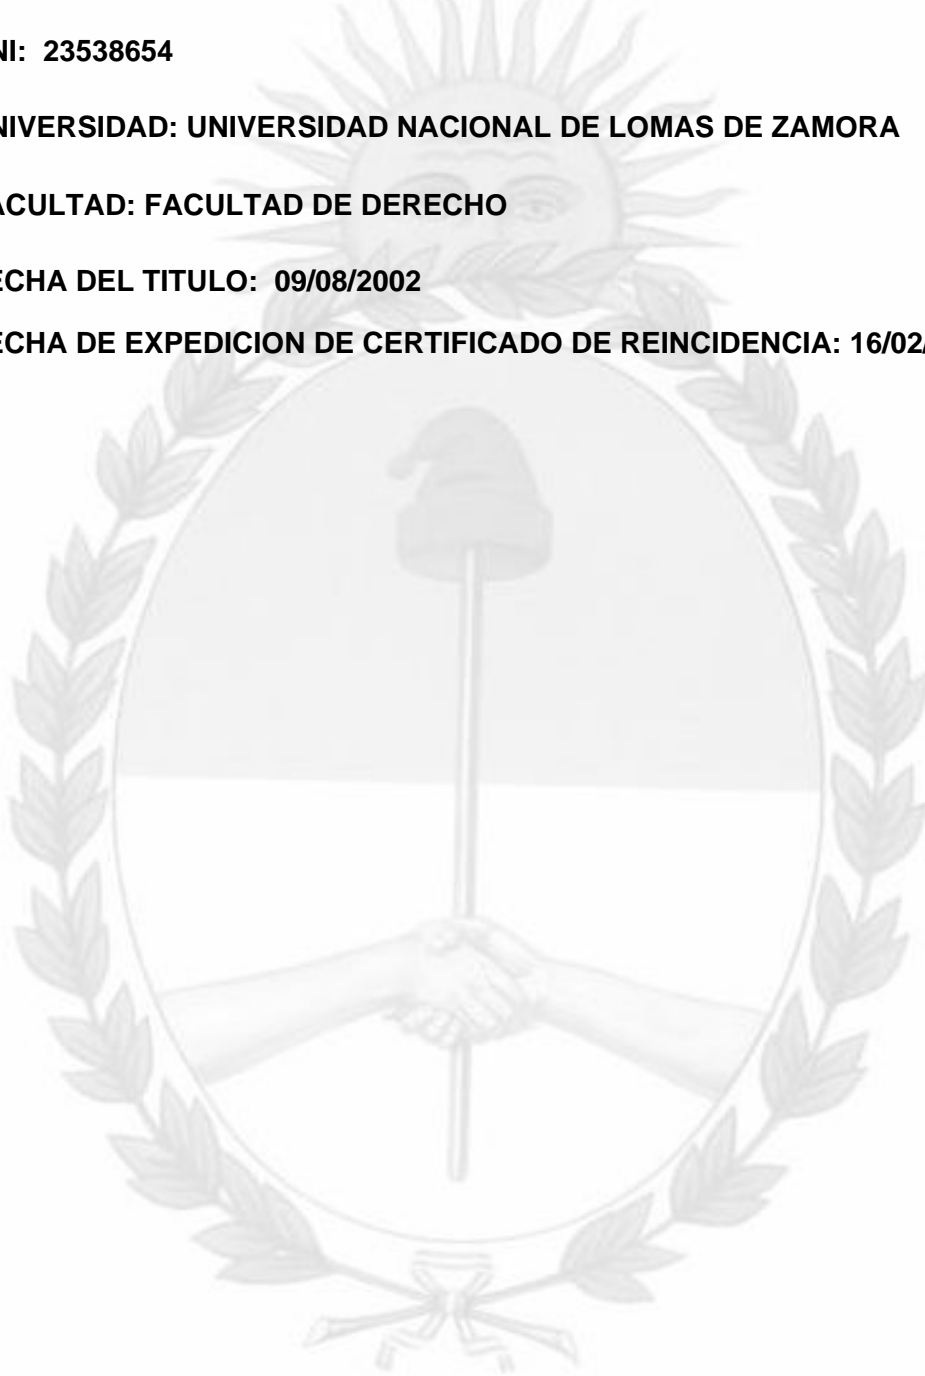 NI: 23538654
NIVERSIDAD: UNIVERSIDAD NACIONAL DE LOMAS DE ZAMORA
ACULTAD: FACULTAD DE DERECHO
ECHA DEL TITULO: 09/08/2002
ECHA DE EXPEDICION DE CERTIFICADO DE REINCIDENCIA: 16/02/